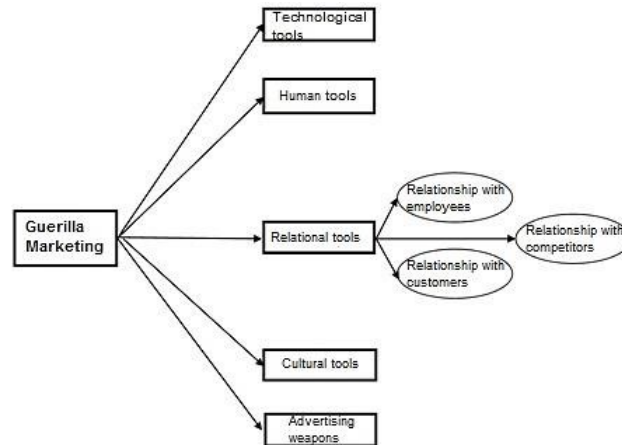 Technological
tools
Human tools
Guerilla
Marketing
Relational tools
Relationship with
employees
Relationship with
competitors
Relationship with
customers
Cultural tools
Advertising
weapons